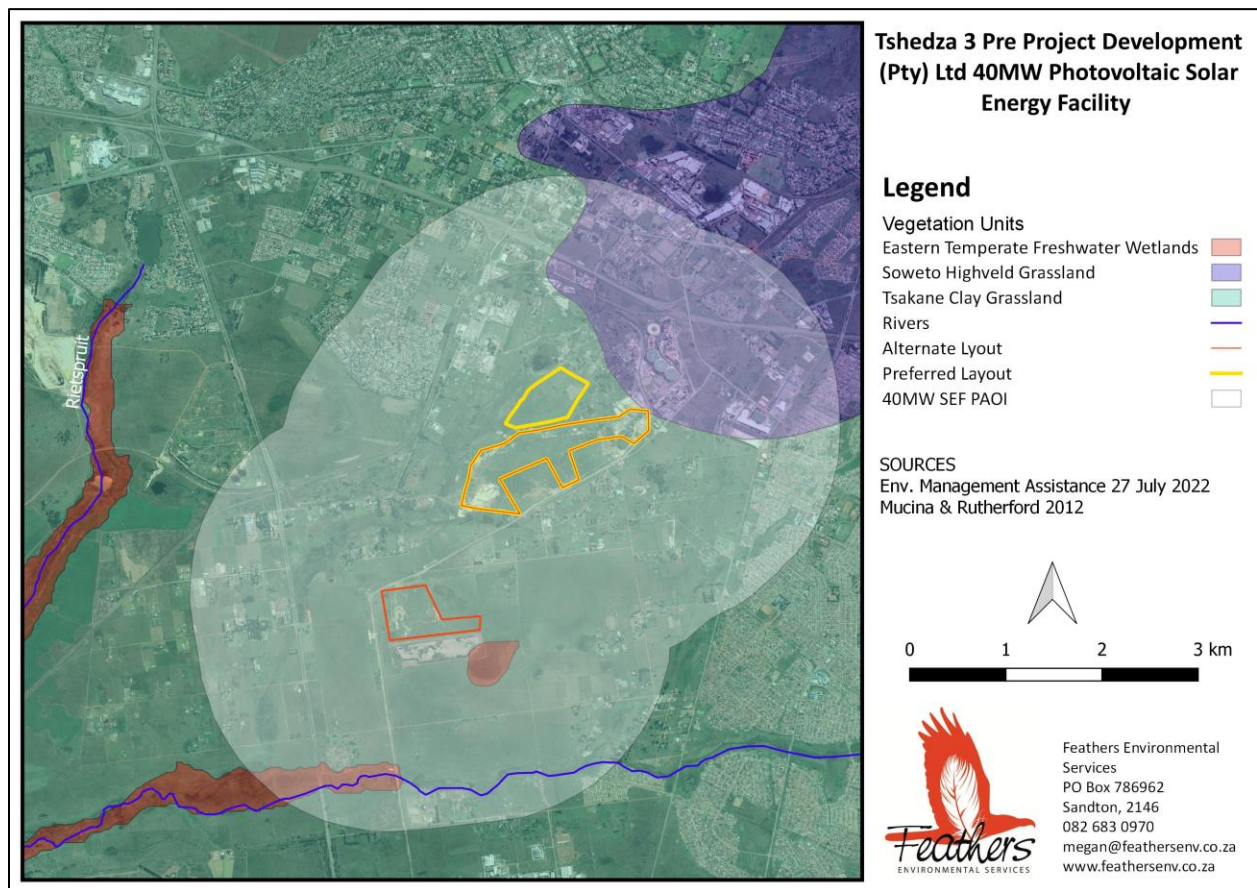 Tshedza 3 Pre Project Development
(Pty) Ltd 40MW Photovoltaic Solar
Energy Facility
Legend
Vegetation Units
Eastern Temperate Freshwater Wetlands
Soweto Highveld Grassland
Tsakane Clay Grassland
Rivers
Alternate Lyout
Preferred Layout
40MW SEF PAOI
SOURCES
Env. Management Assistance 27 July 2022
Mucina & Rutherford 2012
0 1 2 3 km
Feathers
ENVIRONMENTAL SERVICES
Feathers Environmental
Services
PO Box 786962
Sandton, 2146
082 683 0970
megan@feathersenv.co.za
www.feathersenv.co.za
Rietspruit